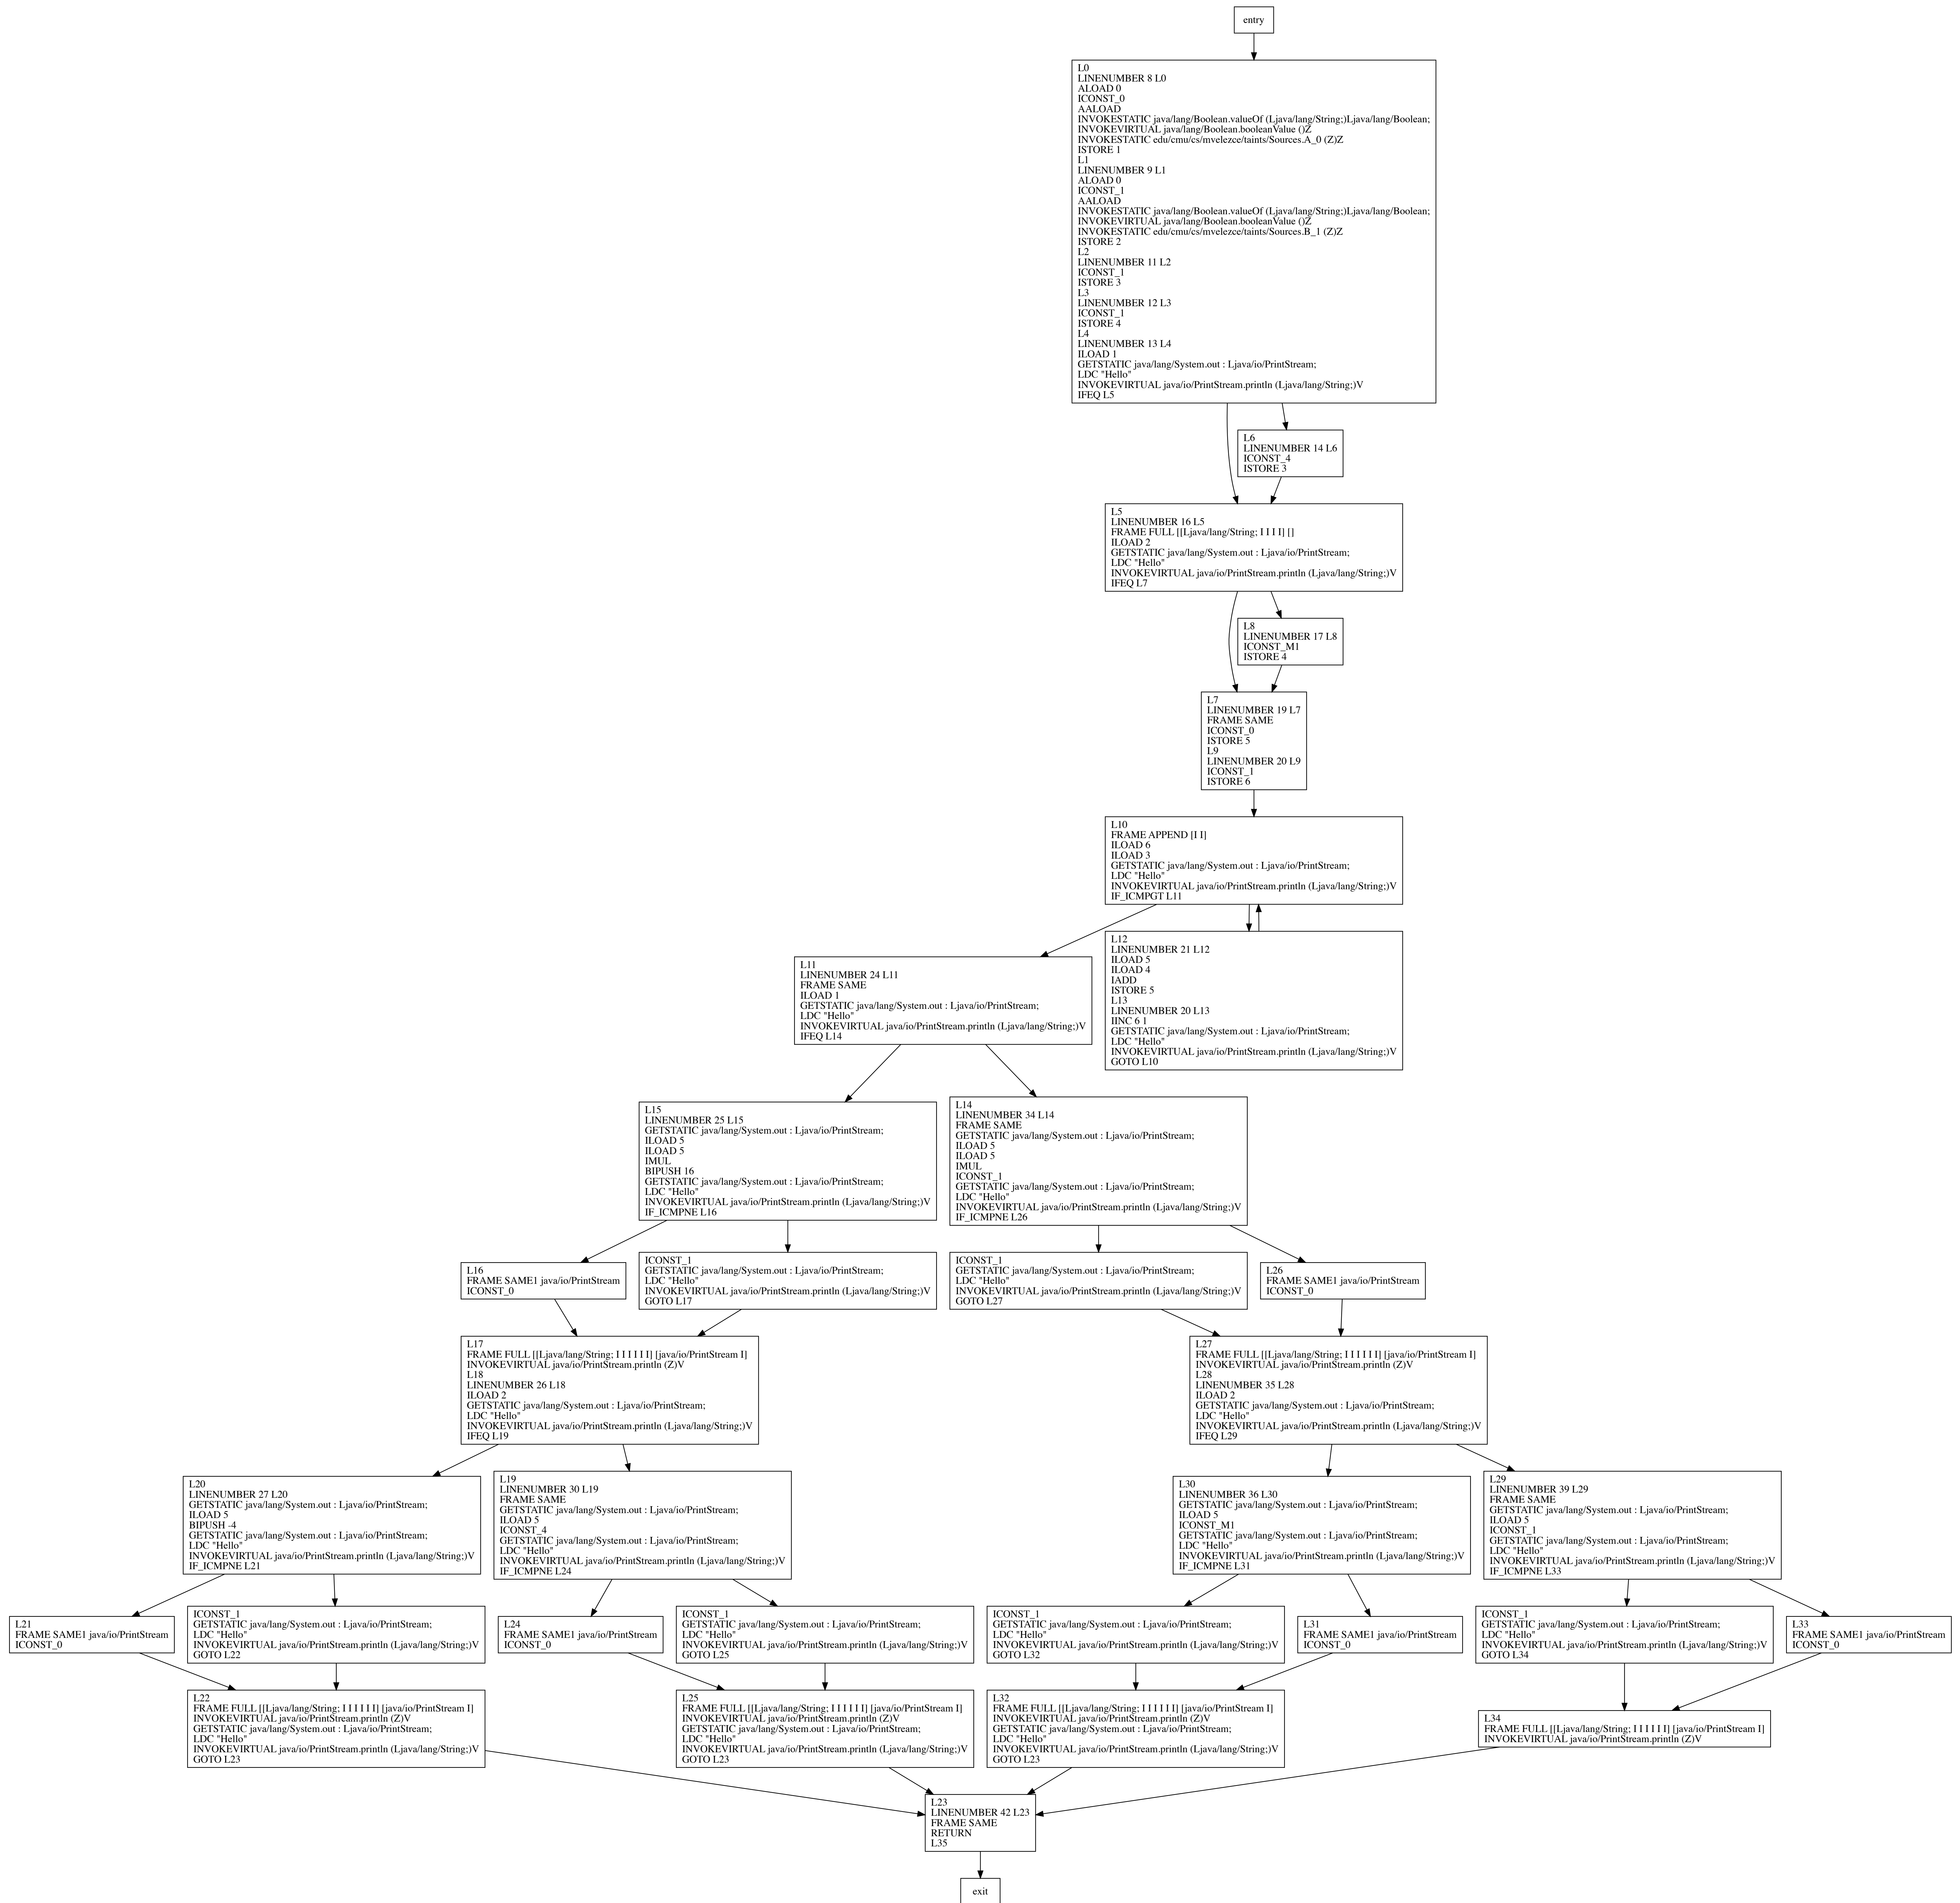 entry
L0
LINENUMBER 8 L0
ALOAD 0
ICONST_0
AALOAD
INVOKESTATIC java/lang/Boolean.valueOf (Ljava/lang/String;)Ljava/lang/Boolean;
INVOKEVIRTUAL java/lang/Boolean.booleanValue ()Z
INVOKESTATIC edu/cmu/cs/mvelezce/taints/Sources.A_0 (Z)Z
ISTORE 1
L1
LINENUMBER 9 L1
ALOAD 0
ICONST_1
AALOAD
INVOKESTATIC java/lang/Boolean.valueOf (Ljava/lang/String;)Ljava/lang/Boolean;
INVOKEVIRTUAL java/lang/Boolean.booleanValue ()Z
INVOKESTATIC edu/cmu/cs/mvelezce/taints/Sources.B_1 (Z)Z
ISTORE 2
L2
LINENUMBER 11 L2
ICONST_1
ISTORE 3
L3
LINENUMBER 12 L3
ICONST_1
ISTORE 4
L4
LINENUMBER 13 L4
ILOAD 1
GETSTATIC java/lang/System.out : Ljava/io/PrintStream;
LDC "Hello"
INVOKEVIRTUAL java/io/PrintStream.println (Ljava/lang/String;)V
IFEQ L5
L6
LINENUMBER 14 L6
ICONST_4
ISTORE 3
L5
LINENUMBER 16 L5
FRAME FULL [[Ljava/lang/String; I I I I] []
ILOAD 2
GETSTATIC java/lang/System.out : Ljava/io/PrintStream;
LDC "Hello"
INVOKEVIRTUAL java/io/PrintStream.println (Ljava/lang/String;)V
IFEQ L7
L8
LINENUMBER 17 L8
ICONST_M1
ISTORE 4
L7
LINENUMBER 19 L7
FRAME SAME
ICONST_0
ISTORE 5
L9
LINENUMBER 20 L9
ICONST_1
ISTORE 6
L10
FRAME APPEND [I I]
ILOAD 6
ILOAD 3
GETSTATIC java/lang/System.out : Ljava/io/PrintStream;
LDC "Hello"
INVOKEVIRTUAL java/io/PrintStream.println (Ljava/lang/String;)V
IF_ICMPGT L11
L11
LINENUMBER 24 L11
FRAME SAME
ILOAD 1
GETSTATIC java/lang/System.out : Ljava/io/PrintStream;
LDC "Hello"
INVOKEVIRTUAL java/io/PrintStream.println (Ljava/lang/String;)V
IFEQ L14
L12
LINENUMBER 21 L12
ILOAD 5
ILOAD 4
IADD
ISTORE 5
L13
LINENUMBER 20 L13
IINC 6 1
GETSTATIC java/lang/System.out : Ljava/io/PrintStream;
LDC "Hello"
INVOKEVIRTUAL java/io/PrintStream.println (Ljava/lang/String;)V
GOTO L10
L15
LINENUMBER 25 L15
GETSTATIC java/lang/System.out : Ljava/io/PrintStream;
ILOAD 5
ILOAD 5
IMUL
BIPUSH 16
GETSTATIC java/lang/System.out : Ljava/io/PrintStream;
LDC "Hello"
INVOKEVIRTUAL java/io/PrintStream.println (Ljava/lang/String;)V
IF_ICMPNE L16
L14
LINENUMBER 34 L14
FRAME SAME
GETSTATIC java/lang/System.out : Ljava/io/PrintStream;
ILOAD 5
ILOAD 5
IMUL
ICONST_1
GETSTATIC java/lang/System.out : Ljava/io/PrintStream;
LDC "Hello"
INVOKEVIRTUAL java/io/PrintStream.println (Ljava/lang/String;)V
IF_ICMPNE L26
L16
FRAME SAME1 java/io/PrintStream
ICONST_0
ICONST_1
GETSTATIC java/lang/System.out : Ljava/io/PrintStream;
LDC "Hello"
INVOKEVIRTUAL java/io/PrintStream.println (Ljava/lang/String;)V
GOTO L17
ICONST_1
GETSTATIC java/lang/System.out : Ljava/io/PrintStream;
LDC "Hello"
INVOKEVIRTUAL java/io/PrintStream.println (Ljava/lang/String;)V
GOTO L27
L26
FRAME SAME1 java/io/PrintStream
ICONST_0
L17
FRAME FULL [[Ljava/lang/String; I I I I I I] [java/io/PrintStream I]
INVOKEVIRTUAL java/io/PrintStream.println (Z)V
L18
LINENUMBER 26 L18
ILOAD 2
GETSTATIC java/lang/System.out : Ljava/io/PrintStream;
LDC "Hello"
INVOKEVIRTUAL java/io/PrintStream.println (Ljava/lang/String;)V
IFEQ L19
L27
FRAME FULL [[Ljava/lang/String; I I I I I I] [java/io/PrintStream I]
INVOKEVIRTUAL java/io/PrintStream.println (Z)V
L28
LINENUMBER 35 L28
ILOAD 2
GETSTATIC java/lang/System.out : Ljava/io/PrintStream;
LDC "Hello"
INVOKEVIRTUAL java/io/PrintStream.println (Ljava/lang/String;)V
IFEQ L29
L20
LINENUMBER 27 L20
GETSTATIC java/lang/System.out : Ljava/io/PrintStream;
ILOAD 5
BIPUSH -4
GETSTATIC java/lang/System.out : Ljava/io/PrintStream;
LDC "Hello"
INVOKEVIRTUAL java/io/PrintStream.println (Ljava/lang/String;)V
IF_ICMPNE L21
L19
LINENUMBER 30 L19
FRAME SAME
GETSTATIC java/lang/System.out : Ljava/io/PrintStream;
ILOAD 5
ICONST_4
GETSTATIC java/lang/System.out : Ljava/io/PrintStream;
LDC "Hello"
INVOKEVIRTUAL java/io/PrintStream.println (Ljava/lang/String;)V
IF_ICMPNE L24
L30
LINENUMBER 36 L30
GETSTATIC java/lang/System.out : Ljava/io/PrintStream;
ILOAD 5
ICONST_M1
GETSTATIC java/lang/System.out : Ljava/io/PrintStream;
LDC "Hello"
INVOKEVIRTUAL java/io/PrintStream.println (Ljava/lang/String;)V
IF_ICMPNE L31
L29
LINENUMBER 39 L29
FRAME SAME
GETSTATIC java/lang/System.out : Ljava/io/PrintStream;
ILOAD 5
ICONST_1
GETSTATIC java/lang/System.out : Ljava/io/PrintStream;
LDC "Hello"
INVOKEVIRTUAL java/io/PrintStream.println (Ljava/lang/String;)V
IF_ICMPNE L33
L21
FRAME SAME1 java/io/PrintStream
ICONST_0
ICONST_1
GETSTATIC java/lang/System.out : Ljava/io/PrintStream;
LDC "Hello"
INVOKEVIRTUAL java/io/PrintStream.println (Ljava/lang/String;)V
GOTO L22
L24
FRAME SAME1 java/io/PrintStream
ICONST_0
ICONST_1
GETSTATIC java/lang/System.out : Ljava/io/PrintStream;
LDC "Hello"
INVOKEVIRTUAL java/io/PrintStream.println (Ljava/lang/String;)V
GOTO L25
ICONST_1
GETSTATIC java/lang/System.out : Ljava/io/PrintStream;
LDC "Hello"
INVOKEVIRTUAL java/io/PrintStream.println (Ljava/lang/String;)V
GOTO L32
L31
FRAME SAME1 java/io/PrintStream
ICONST_0
ICONST_1
GETSTATIC java/lang/System.out : Ljava/io/PrintStream;
LDC "Hello"
INVOKEVIRTUAL java/io/PrintStream.println (Ljava/lang/String;)V
GOTO L34
L33
FRAME SAME1 java/io/PrintStream
ICONST_0
L22
FRAME FULL [[Ljava/lang/String; I I I I I I] [java/io/PrintStream I]
INVOKEVIRTUAL java/io/PrintStream.println (Z)V
GETSTATIC java/lang/System.out : Ljava/io/PrintStream;
LDC "Hello"
INVOKEVIRTUAL java/io/PrintStream.println (Ljava/lang/String;)V
GOTO L23
L25
FRAME FULL [[Ljava/lang/String; I I I I I I] [java/io/PrintStream I]
INVOKEVIRTUAL java/io/PrintStream.println (Z)V
GETSTATIC java/lang/System.out : Ljava/io/PrintStream;
LDC "Hello"
INVOKEVIRTUAL java/io/PrintStream.println (Ljava/lang/String;)V
GOTO L23
L32
FRAME FULL [[Ljava/lang/String; I I I I I I] [java/io/PrintStream I]
INVOKEVIRTUAL java/io/PrintStream.println (Z)V
GETSTATIC java/lang/System.out : Ljava/io/PrintStream;
LDC "Hello"
INVOKEVIRTUAL java/io/PrintStream.println (Ljava/lang/String;)V
GOTO L23
L34
FRAME FULL [[Ljava/lang/String; I I I I I I] [java/io/PrintStream I]
INVOKEVIRTUAL java/io/PrintStream.println (Z)V
L23
LINENUMBER 42 L23
FRAME SAME
RETURN
L35
exit